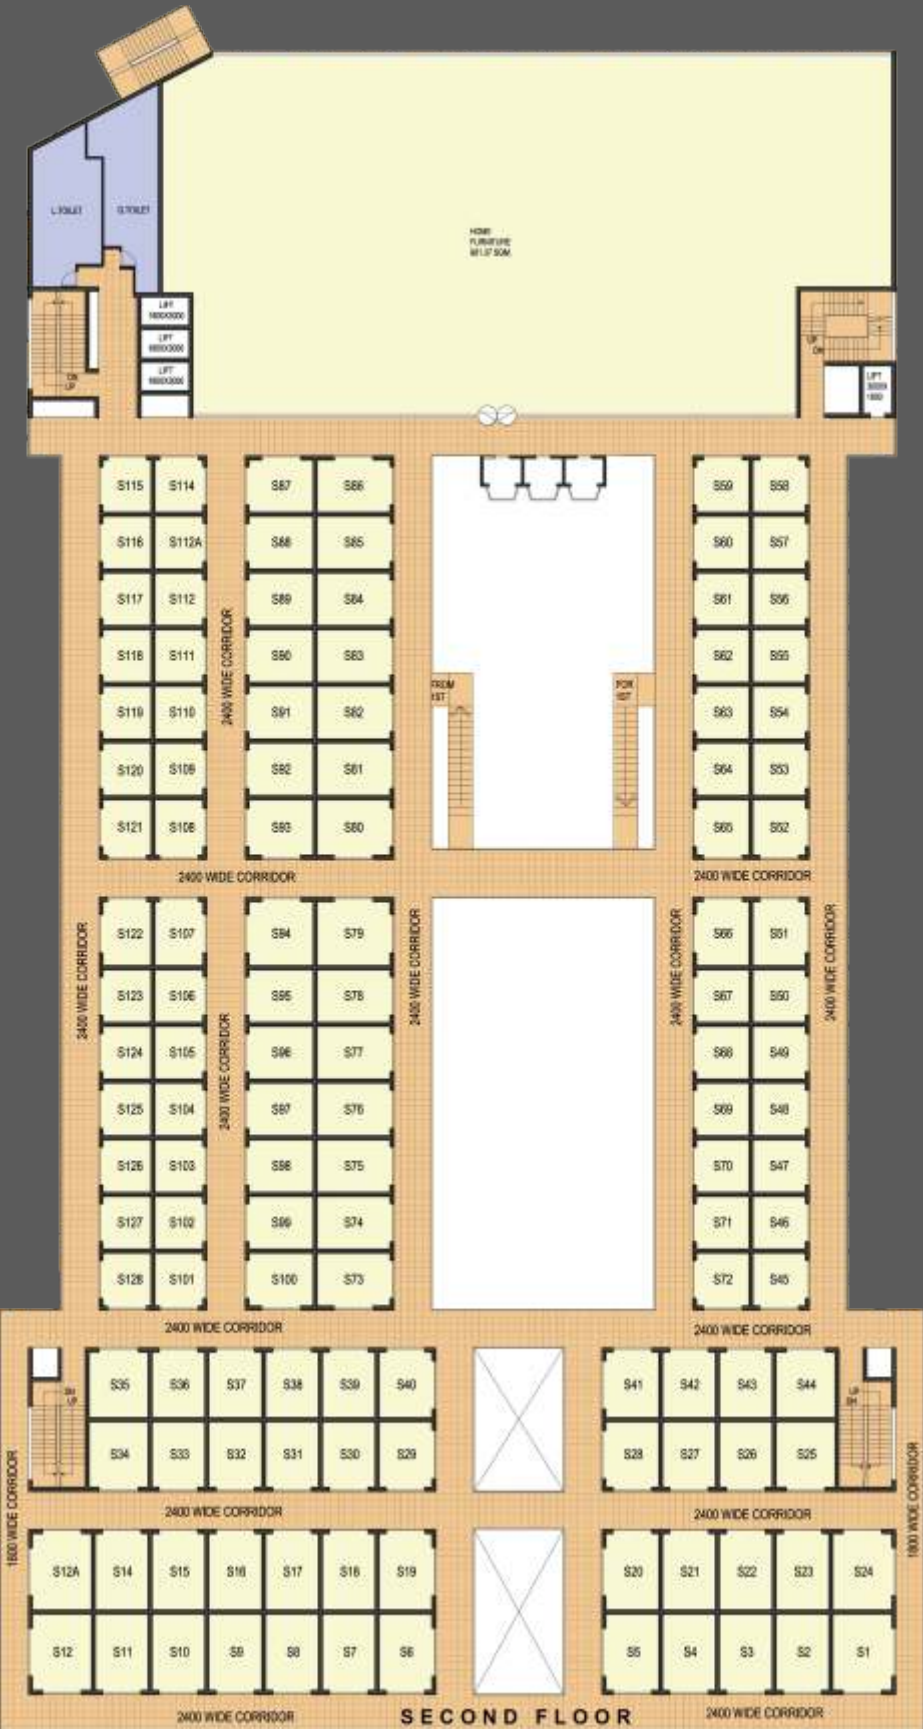 L.TOILET G.TOILET
HOME
FURNITURE
LIFT
LIFT
LIFT
DN
UP
UP
DN
LIFT
S115 S114 S87 S86 S59 S58
S116 S112A S88 S85 S60 S57
S117 S112 S89 S84 S61 S56
2400 WIDE CORRIDOR
S118 S111 S90 S83 S62 S55
FROM
1ST
FOR
1ST
S119 S110 S91 S82 S63 S54
S120 S109 S92 S81 S64 S53
S121 S108 S93 S80 S65 S52
2400 WIDE CORRIDOR 2400 WIDE CORRIDOR
S122 S107 S94 S79 S66 S51
2400 WIDE CORRIDOR
2400 WIDE CORRIDOR
2400 WIDE CORRIDOR
2400 WIDE CORRIDOR
S123 S106 S95 S78 S67 S50
S124 S105 S96 S77 S68 S49
2400 WIDE CORRIDOR
S125 S104 S97 S76 S69 S48
S126 S103 S98 S75 S70 S47
S127 S102 S99 S74 S71 S46
S128 S101 S100 S73 S72 S45
2400 WIDE CORRIDOR 2400 WIDE CORRIDOR
S35 S36 S37 S38 S39 S40 S41 S42 S43 S44
DN
UP
UP
DN
S34 S33 S32 S31 S30 S29 S28 S27 S26 S25
1800 WIDE CORRIDOR
1800 WIDE CORRIDOR
2400 WIDE CORRIDOR 2400 WIDE CORRIDOR
S12A S14 S15 S16 S17 S18 S19 S20 S21 S22 S23 S24
S12 S11 S10 S9 S8 S7 S6 S5 S4 S3 S2 S1
2400 WIDE CORRIDOR SECOND FLOOR 2400 WIDE CORRIDOR